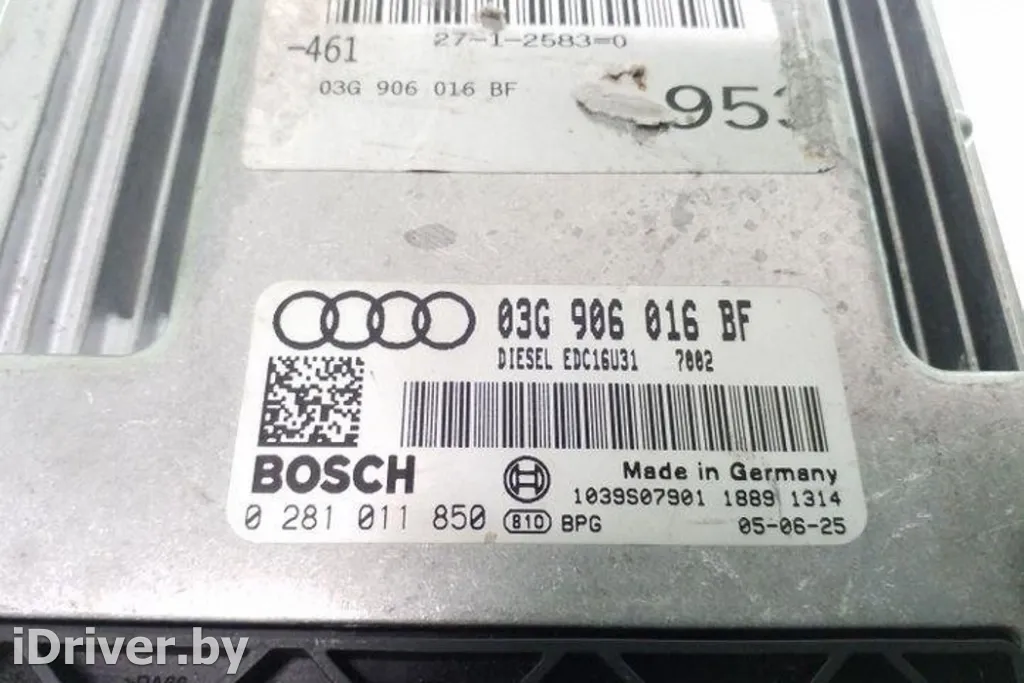 27-1-2583=0
-461
03G 906 016 BF
953
03G 906 016 BF
DIESEL EDC16U31 7002
BOSCH
Made in Germany
1039S07901 1889 1314
0 281 011 850 810 BPG 05-06-25
iDriver.by